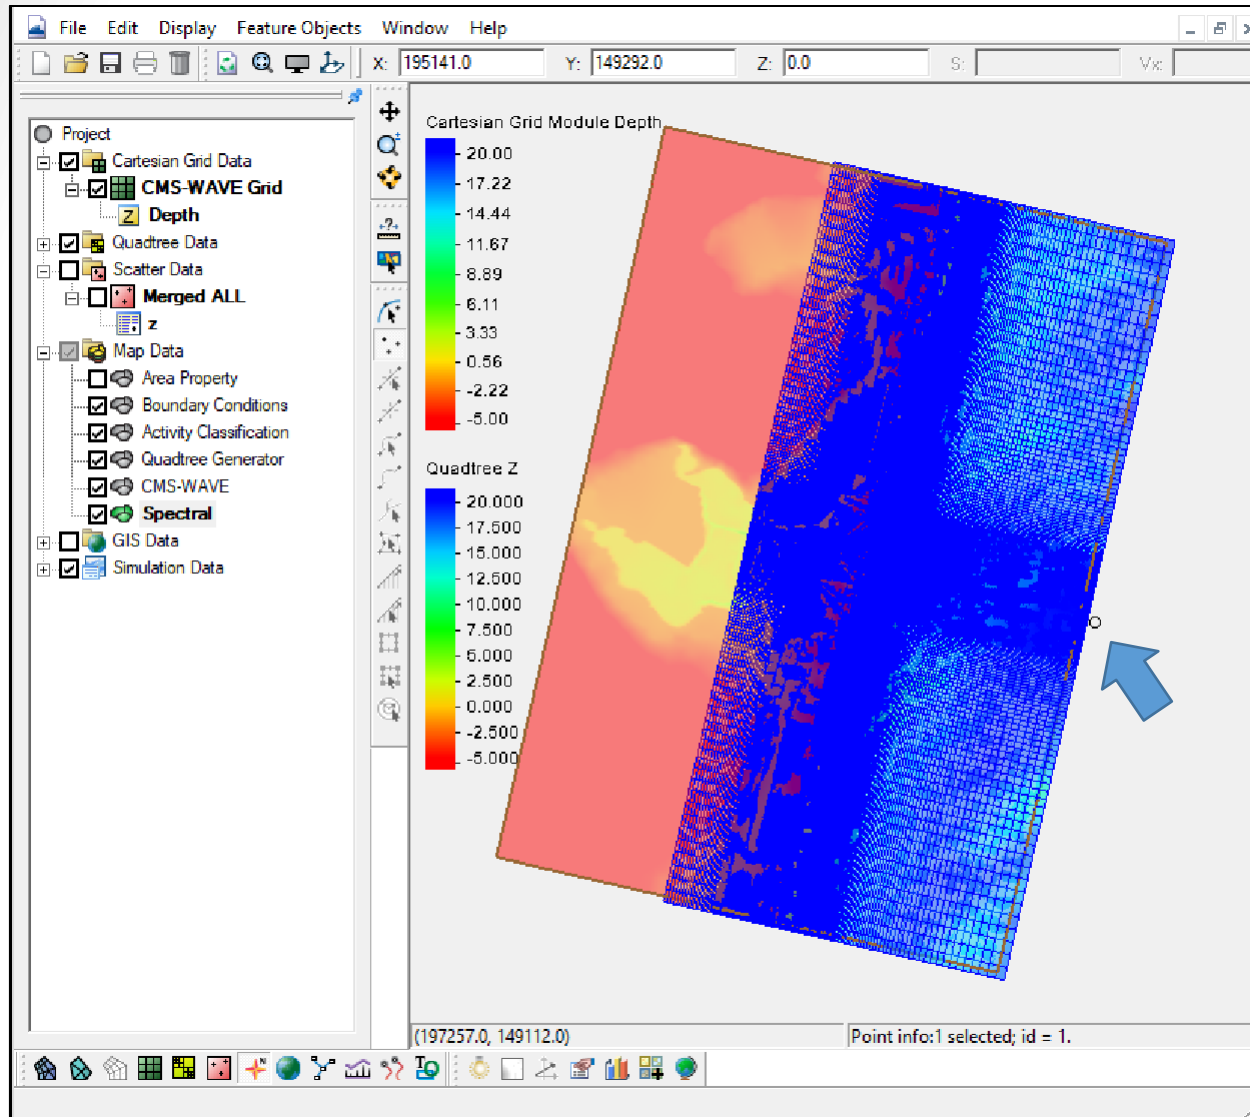 File Edit Display Feature Objects Window Help
X: 195141.0 Y: 149292.0 Z: 0.0 S: Vx:
Project
Cartesian Grid Data
CMS-WAVE Grid
Z Depth
Quadtree Data
Scatter Data
Merged ALL
z
Map Data
Area Property
Boundary Conditions
Activity Classification
Quadtree Generator
CMS-WAVE
Spectral
GIS Data
Simulation Data
Cartesian Grid Module Depth
20.00
17.22
14.44
11.67
8.89
6.11
3.33
0.56
-2.22
-5.00
Quadtree Z
20.000
17.500
15.000
12.500
10.000
7.500
5.000
2.500
0.000
-2.500
-5.000
(197257.0, 149112.0) Point info:1 selected; id = 1.